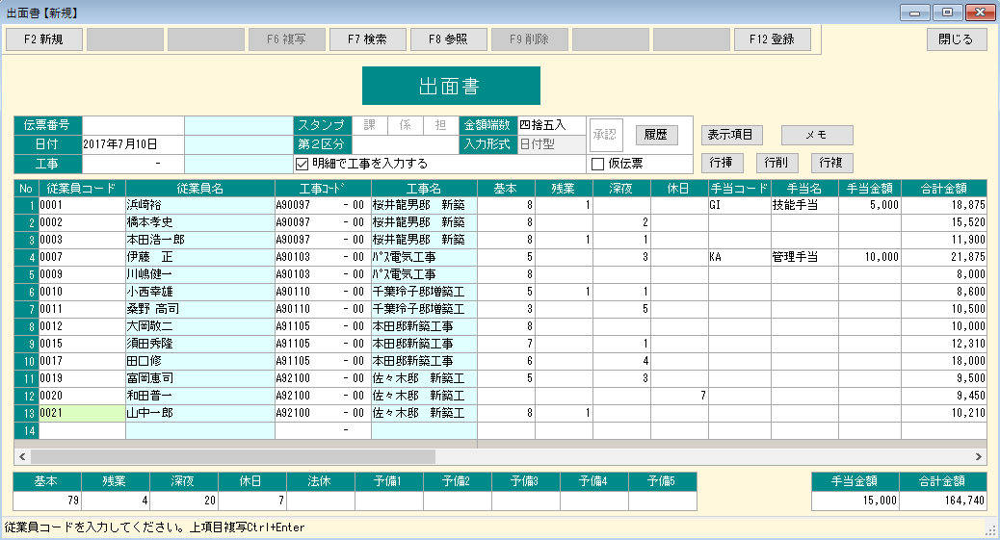 出面書【新規】
F2 新規 F6 複写 F7 検索 F8 参照 F9 削除 F12 登録 閉じる
出面書
伝票番号 スタンプ 課 係 担 金額端数 四捨五入 承認 履歴 表示項目 メモ
日付 2017年7月10日 第2区分 入力形式 日付型
工事 - 明細で工事を入力する 仮伝票 行挿 行削 行複
No 従業員コード 従業員名 工事ｺｰﾄﾞ 工事名 基本 残業 深夜 休日 手当コード 手当名 手当金額 合計金額
1 0001 浜崎裕 A90097 - 00 桜井龍男邸 新築 8 1 GI 技能手当 5,000 18,875
2 0002 橋本孝史 A90097 - 00 桜井龍男邸 新築 8 2 15,520
3 0003 本田浩一郎 A90097 - 00 桜井龍男邸 新築 8 1 1 11,900
4 0007 伊藤 正 A90103 - 00 ﾊﾟｽ電気工事 5 3 KA 管理手当 10,000 21,875
5 0009 川嶋健一 A90103 - 00 ﾊﾟｽ電気工事 8 8,000
6 0010 小西幸雄 A90110 - 00 千葉玲子邸増築工 5 1 1 8,600
7 0011 桑野 高司 A90110 - 00 千葉玲子邸増築工 3 5 10,500
8 0012 大岡敬二 A91105 - 00 本田邸新築工事 8 10,000
9 0015 須田秀隆 A91105 - 00 本田邸新築工事 7 1 12,310
10 0017 田口修 A91105 - 00 本田邸新築工事 6 4 18,000
11 0019 富岡恵司 A92100 - 00 佐々木邸 新築工 5 3 9,500
12 0020 和田普一 A92100 - 00 佐々木邸 新築工 7 9,450
13 0021 山中一郎 A92100 - 00 佐々木邸 新築工 8 1 10,210
14 -
基本 残業 深夜 休日 法休 予備1 予備2 予備3 予備4 予備5 手当金額 合計金額
79 4 20 7 15,000 164,740
従業員コードを入力してください。上項目複写Ctrl+Enter